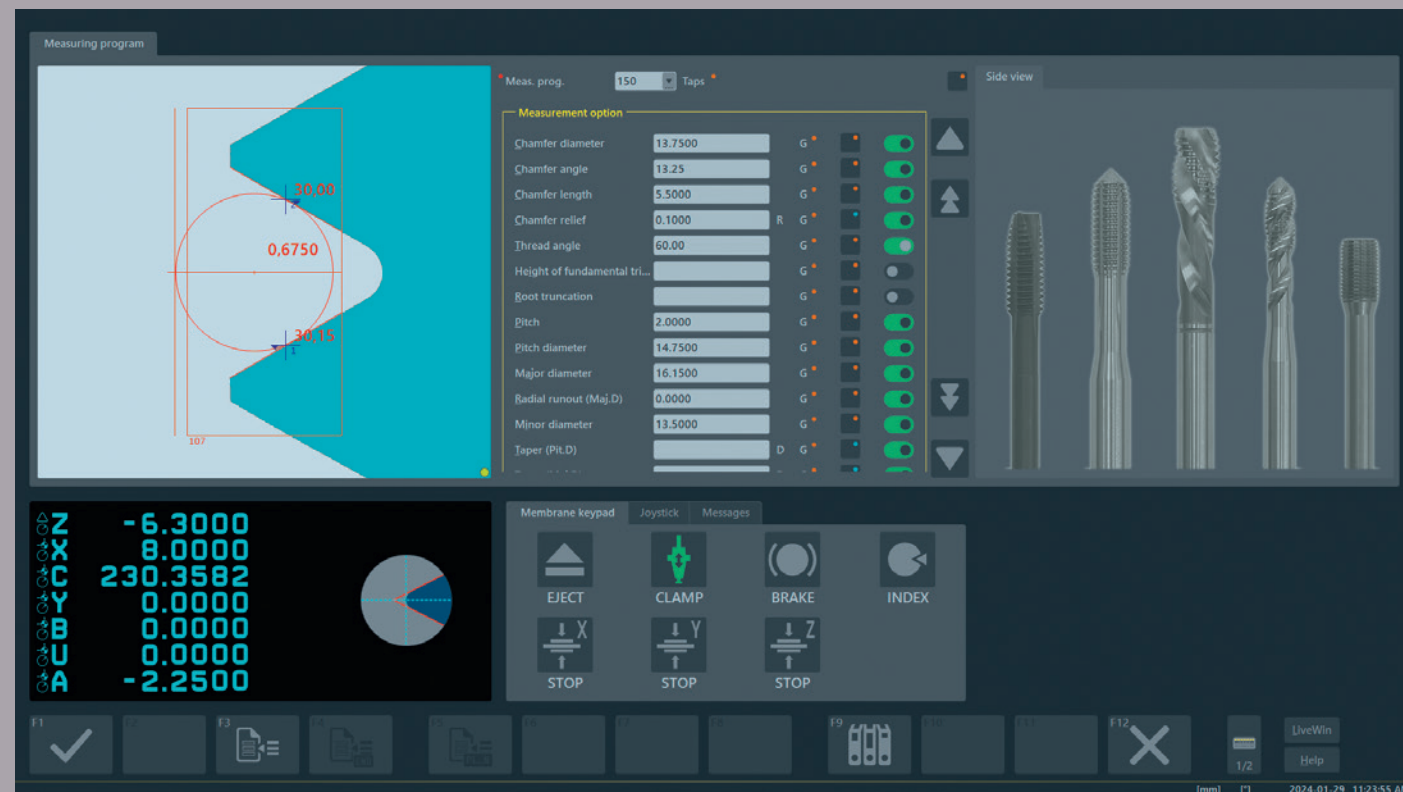 Measuring program
30,00
2
0,6750
30,15
1
107
Meas. prog. 150 Taps
Measurement option
Chamfer diameter 13.7500 G
Chamfer angle 13.25 G
Chamfer length 5.5000 G
Chamfer relief 0.1000 R G
Thread angle 60.00 G
Height of fundamental tri... G
Root truncation G
Pitch 2.0000 G
Pitch diameter 14.7500 G
Major diameter 16.1500 G
Radial runout (Maj.D) 0.0000 G
Minor diameter 13.5000 G
Taper (Pit.D) D G
Side view
Z -6.3000
X 8.0000
C 230.3582
Y 0.0000
B 0.0000
U 0.0000
A -2.2500
Membrane keypad Joystick Messages
EJECT CLAMP BRAKE INDEX
X Y Z
STOP STOP STOP
F1 F2 F3 F4 F5 F6 F7 F8 F9 F10 F11 F12
1/2
LiveWin
Help
[mm] [°] 2024-01-29 11:23:55